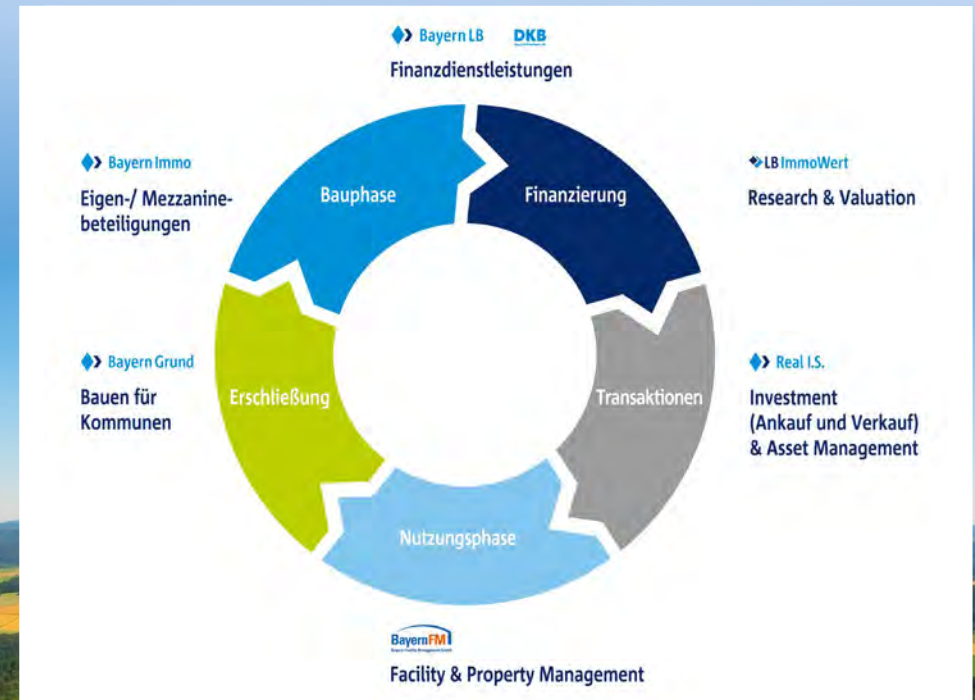 Bayern LB DKB
Finanzdienstleistungen
Bayern Immo
Eigen-/ Mezzanine-
beteiligungen
Bauphase
Finanzierung
LB ImmoWert
Research & Valuation
Bayern Grund
Bauen für
Kommunen
Erschließung
Transaktionen
Real I.S.
Investment
(Ankauf und Verkauf)
& Asset Management
Nutzungsphase
BayernFM
Facility & Property Management